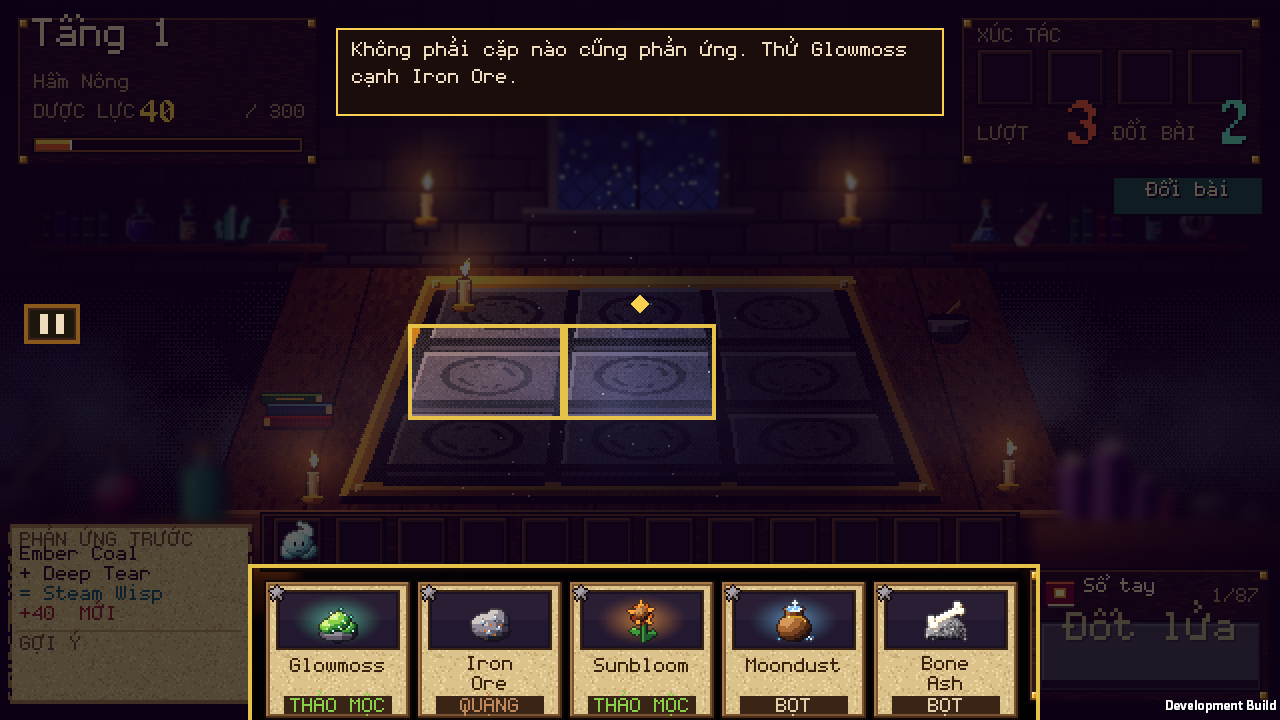 Tầng 1
Hầm Nông
DƯỢC LỰC 40 / 300
Không phải cặp nào cũng phản ứng. Thử Glowmoss
cạnh Iron Ore.
XÚC TÁC
LƯỢT 3 ĐỔI BÀI 2
Đổi bài
PHẢN ỨNG TRƯỚC
Ember Coal
+ Deep Tear
= Steam Wisp
+40 MỚI
GỢI Ý
Glowmoss
THẢO MỘC
Iron
Ore
QUẶNG
Sunbloom
THẢO MỘC
Moondust
BỘT
Bone
Ash
BỘT
Sổ tay
1/87
Đốt lửa
Development Build